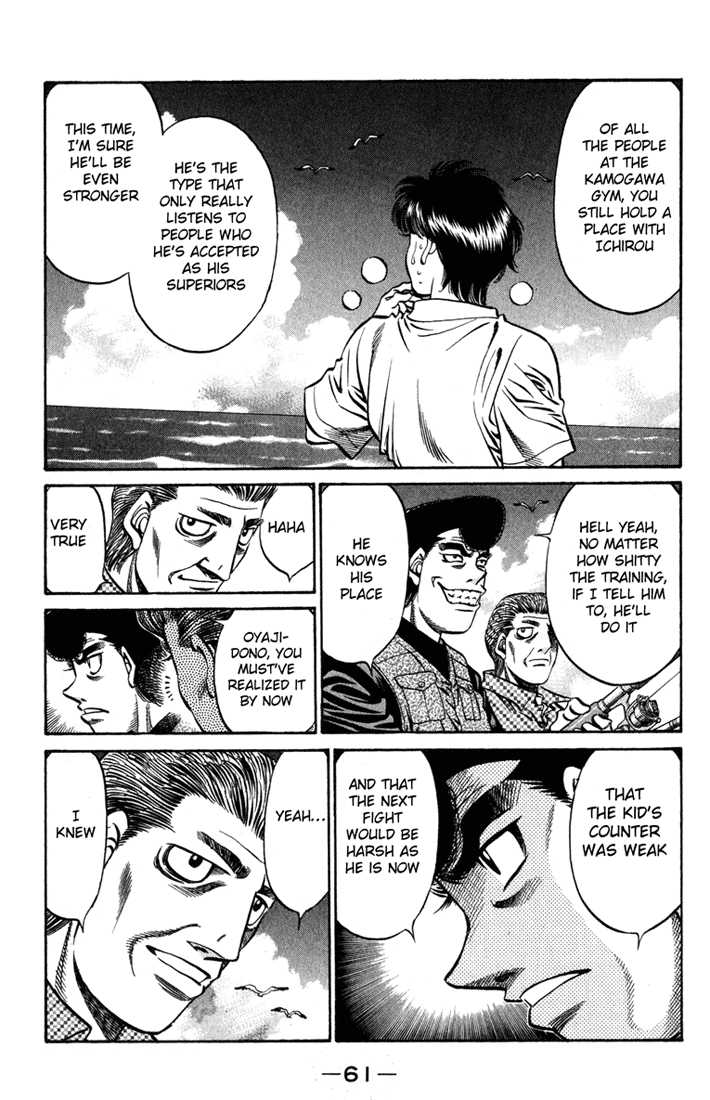 OF ALL
THE PEOPLE
AT THE
KAMOGAWA
GYM, YOU
STILL HOLD A
PLACE WITH
ICHIROU
HE'S THE
TYPE THAT
ONLY REALLY
LISTENS TO
PEOPLE WHO
HE'S ACCEPTED
AS HIS
SUPERIORS
THIS TIME,
I'M SURE
HE'LL BE
EVEN
STRONGER
HELL YEAH,
NO MATTER
HOW SHITTY
THE TRAINING,
IF I TELL HIM
TO, HE'LL
DO IT
HE
KNOWS
HIS
PLACE
HAHA
VERY
TRUE
OYAJI-
DONO, YOU
MUST'VE
REALIZED IT
BY NOW
THAT
THE KID'S
COUNTER
WAS WEAK
AND THAT
THE NEXT
FIGHT
WOULD BE
HARSH AS
HE IS NOW
YEAH...
I
KNEW
—61—